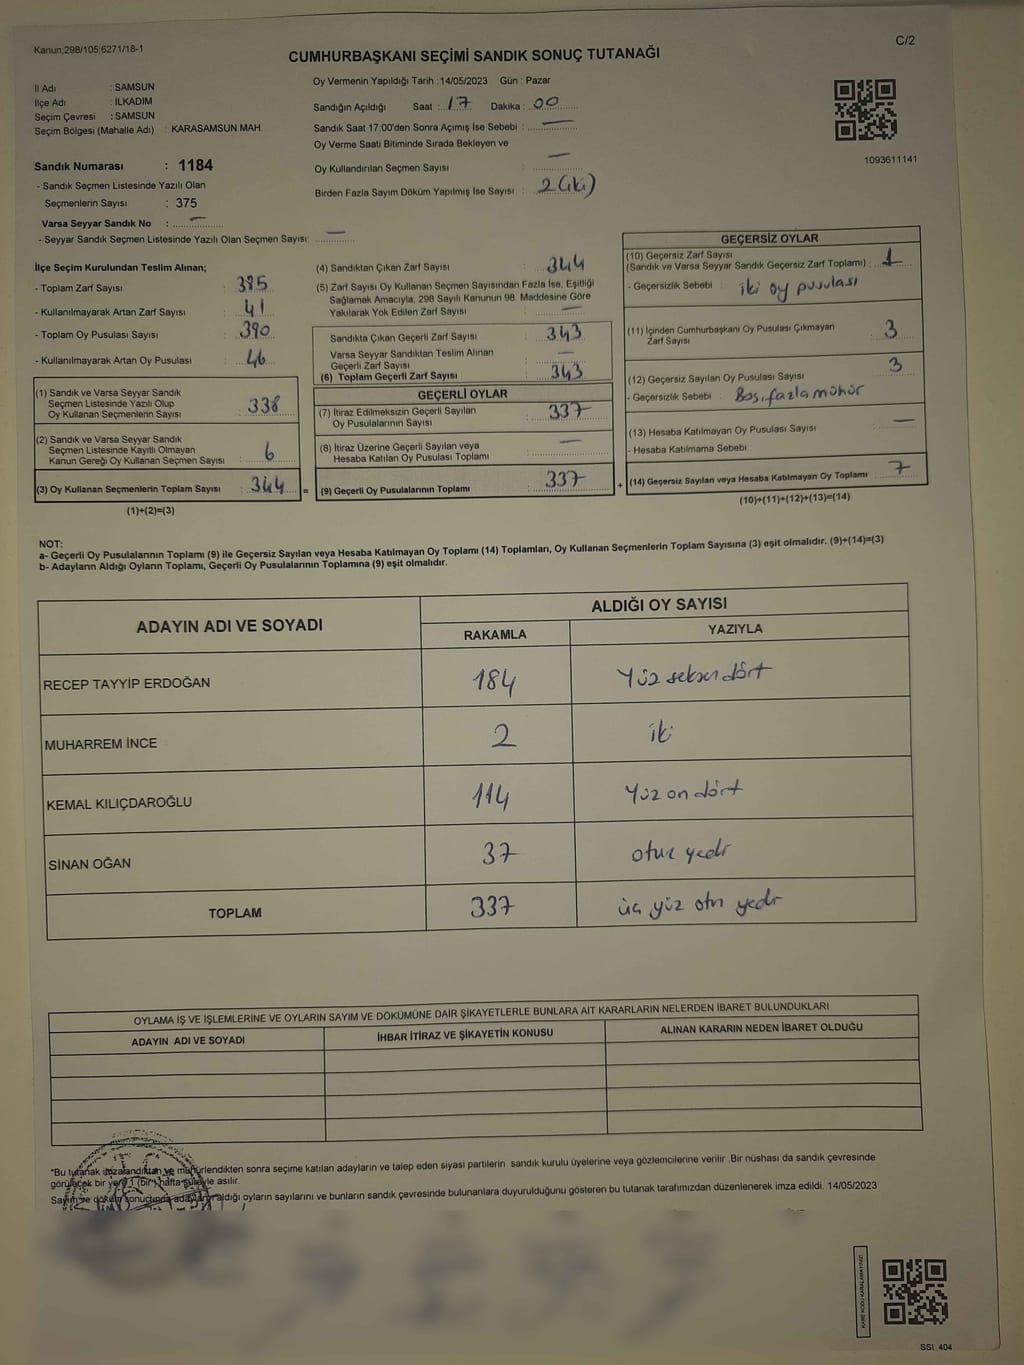 Kanun;298/105;6271/18-1
C/2
CUMHURBAŞKANI SEÇİMİ SANDIK SONUÇ TUTANAĞI
İl Adı : SAMSUN
İlçe Adı : İLKADIM
Seçim Çevresi : SAMSUN
Seçim Bölgesi (Mahalle Adı) : KARASAMSUN MAH.
Sandık Numarası : 1184
- Sandık Seçmen Listesinde Yazılı Olan
Seçmenlerin Sayısı : 375
Varsa Seyyar Sandık No : —
- Seyyar Sandık Seçmen Listesinde Yazılı Olan Seçmen Sayısı: —
Oy Vermenin Yapıldığı Tarih :14/05/2023 Gün : Pazar
Sandığın Açıldığı Saat : 17 Dakika : 00
Sandık Saat 17:00'den Sonra Açımış İse Sebebi : —
Oy Verme Saati Bitiminde Sırada Bekleyen ve
Oy Kullandırılan Seçmen Sayısı : —
Birden Fazla Sayım Döküm Yapılmış İse Sayısı : 2 (iki)
1093611141
İlçe Seçim Kurulundan Teslim Alınan;
- Toplam Zarf Sayısı : 385
- Kullanılmayarak Artan Zarf Sayısı : 41
- Toplam Oy Pusulası Sayısı : 390
- Kullanılmayarak Artan Oy Pusulası : 46
(1) Sandık ve Varsa Seyyar Sandık
Seçmen Listesinde Yazılı Olup
Oy Kullanan Seçmenlerin Sayısı : 338
(2) Sandık ve Varsa Seyyar Sandık
Seçmen Listesinde Kayıtlı Olmayan
Kanun Gereği Oy Kullanan Seçmen Sayısı : 6
(3) Oy Kullanan Seçmenlerin Toplam Sayısı : 344 =
(1)+(2)=(3)
(4) Sandıktan Çıkan Zarf Sayısı : 344
(5) Zarf Sayısı Oy Kullanan Seçmen Sayısından Fazla İse, Eşitliği
Sağlamak Amacıyla, 298 Sayılı Kanunun 98. Maddesine Göre
Yakılarak Yok Edilen Zarf Sayısı : —
Sandıkta Çıkan Geçerli Zarf Sayısı : 343
Varsa Seyyar Sandıktan Teslim Alınan
Geçerli Zarf Sayısı : —
(6) Toplam Geçerli Zarf Sayısı : 343
GEÇERLİ OYLAR
(7) İtiraz Edilmeksizin Geçerli Sayılan
Oy Pusulalarının Sayısı : 337
(8) İtiraz Üzerine Geçerli Sayılan veya
Hesaba Katılan Oy Pusulası Toplamı : —
(9) Geçerli Oy Pusulalarının Toplamı : 337 +
GEÇERSİZ OYLAR
(10) Geçersiz Zarf Sayısı
(Sandık ve Varsa Seyyar Sandık Geçersiz Zarf Toplamı) : 1
- Geçersizlik Sebebi : iki oy pusulası
(11) İçinden Cumhurbaşkanı Oy Pusulası Çıkmayan
Zarf Sayısı : 3
(12) Geçersiz Sayılan Oy Pusulası Sayısı : 3
- Geçersizlik Sebebi : Boş, fazla mühür
(13) Hesaba Katılmayan Oy Pusulası Sayısı : —
- Hesaba Katılmama Sebebi :
(14) Geçersiz Sayılan veya Hesaba Katılmayan Oy Toplamı : 7
(10)+(11)+(12)+(13)=(14)
NOT:
a- Geçerli Oy Pusulalarının Toplamı (9) ile Geçersiz Sayılan veya Hesaba Katılmayan Oy Toplamı (14) Toplamları, Oy Kullanan Seçmenlerin Toplam Sayısına (3) eşit olmalıdır. (9)+(14)=(3)
b- Adayların Aldığı Oyların Toplamı, Geçerli Oy Pusulalarının Toplamına (9) eşit olmalıdır.
ADAYIN ADI VE SOYADI
ALDIĞI OY SAYISI
RAKAMLA
YAZIYLA
RECEP TAYYİP ERDOĞAN 184 Yüz seksen dört
MUHARREM İNCE 2 iki
KEMAL KILIÇDAROĞLU 114 Yüz on dört
SİNAN OĞAN 37 otuz yedi
TOPLAM 337 üç yüz otuz yedi
OYLAMA İŞ VE İŞLEMLERİNE VE OYLARIN SAYIM VE DÖKÜMÜNE DAİR ŞİKAYETLERLE BUNLARA AİT KARARLARIN NELERDEN İBARET BULUNDUKLARI
ADAYIN ADI VE SOYADI
İHBAR İTİRAZ VE ŞİKAYETİN KONUSU
ALINAN KARARIN NEDEN İBARET OLDUĞU
*Bu tutanak imzalandıktan ve mühürlendikten sonra seçime katılan adayların ve talep eden siyasi partilerin sandık kurulu üyelerine veya gözlemcilerine verilir. Bir nüshası da sandık çevresinde
görülecek bir yere 1 (bir) hafta süreyle asılır.
Sayım ve döküm sonucunda adayların aldığı oyların sayılarını ve bunların sandık çevresinde bulunanlara duyurulduğunu gösteren bu tutanak tarafımızdan düzenlenerek imza edildi. 14/05/2023
KARE KODU KARALAMAYINIZ!
SSI_404